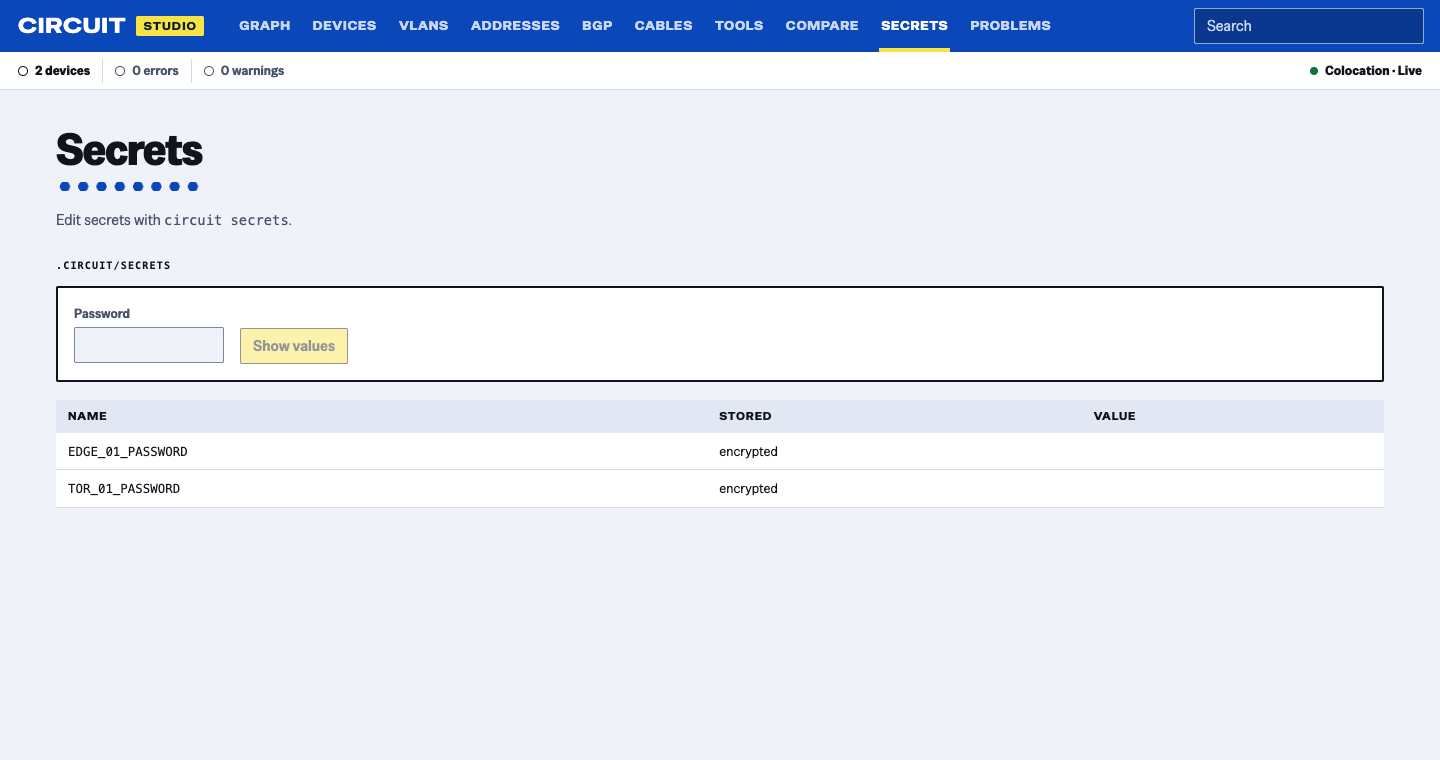 CIRCUIT STUDIO GRAPH DEVICES VLANS ADDRESSES BGP CABLES TOOLS COMPARE SECRETS PROBLEMS Search
2 devices 0 errors 0 warnings Colocation · Live
Secrets
Edit secrets with circuit secrets.
.CIRCUIT/SECRETS
Password
Show values
NAME STORED VALUE
EDGE_01_PASSWORD encrypted
TOR_01_PASSWORD encrypted